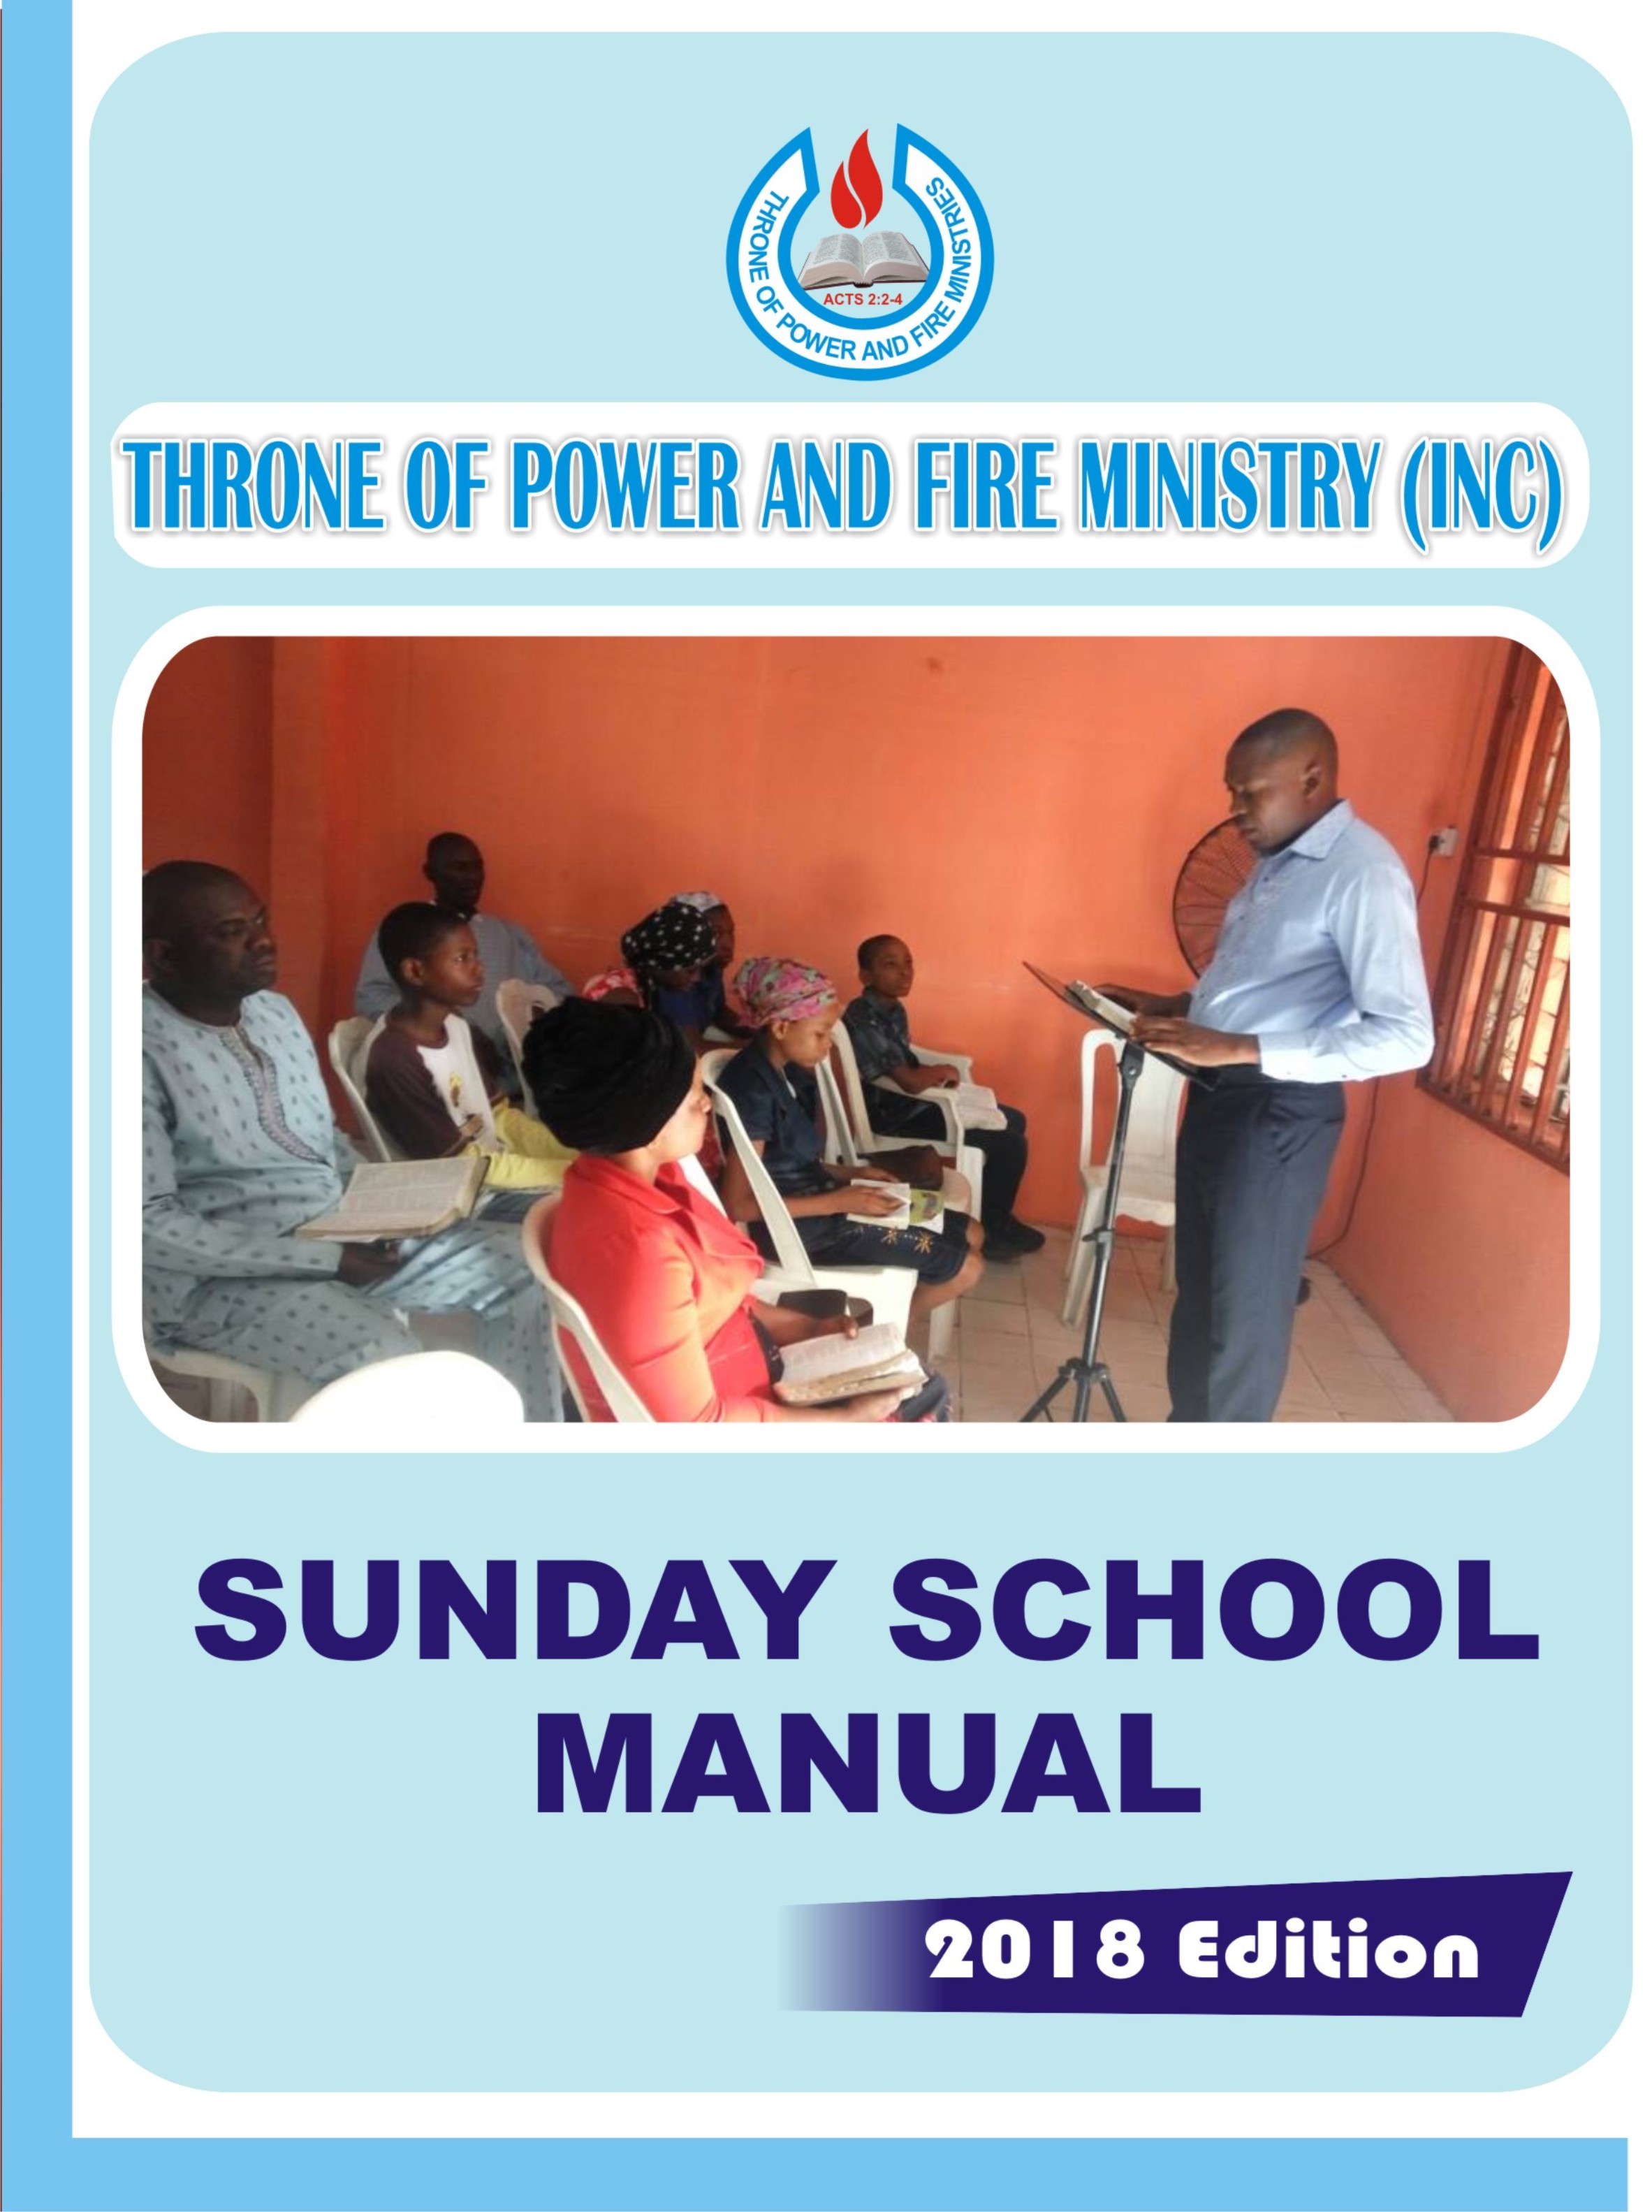 THRONE OF POWER AND FIRE MINISTRIES
ACTS 2:2-4
THRONE OF POWER AND FIRE MINISTRY (INC)
SUNDAY SCHOOL
MANUAL
2018 Edition